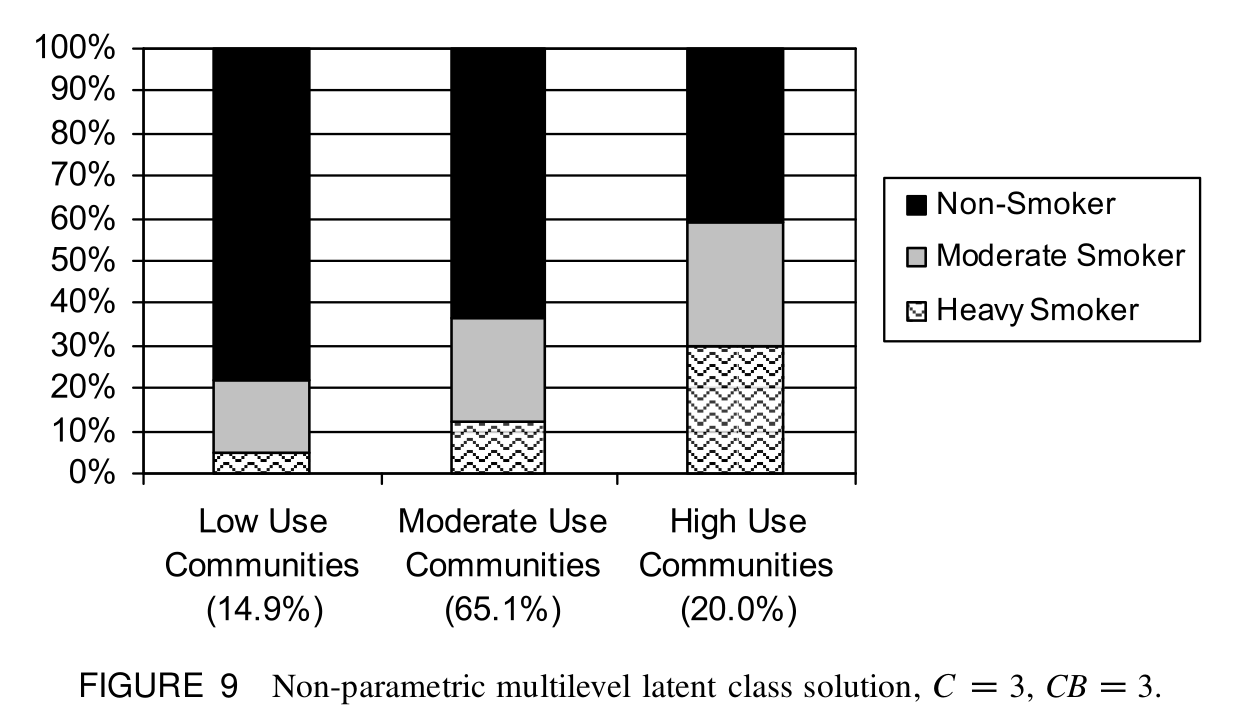 100%
90%
80%
70%
60%
50%
40%
30%
20%
10%
0%
Non-Smoker
Moderate Smoker
Heavy Smoker
Low Use Communities (14.9%)
Moderate Use Communities (65.1%)
High Use Communities (20.0%)
FIGURE 9 Non-parametric multilevel latent class solution, C = 3, CB = 3.